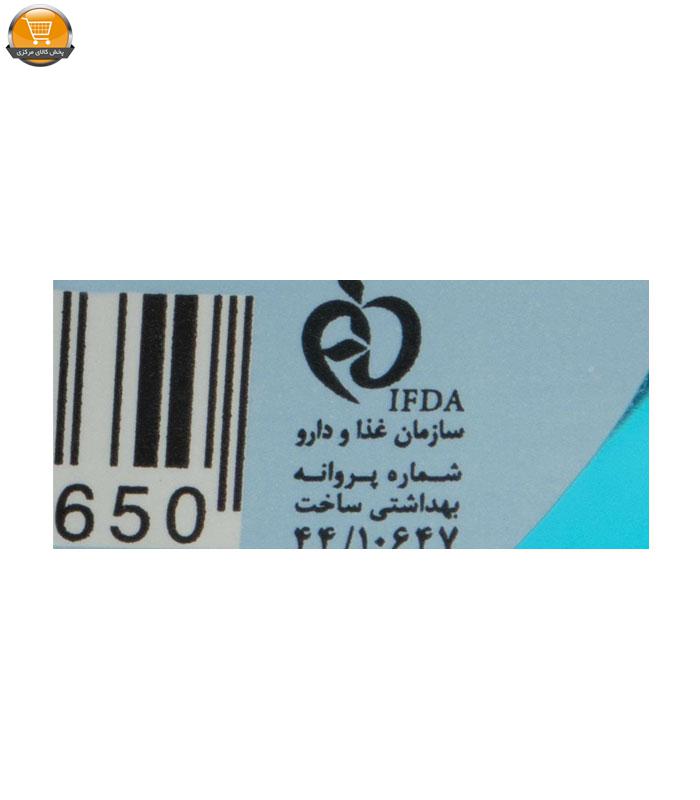 پخش کالای مرکزی
650
IFDA
سازمان غذا و دارو
شماره پروانه
بهداشتی ساخت
۴۴/۱۰۶۴۷